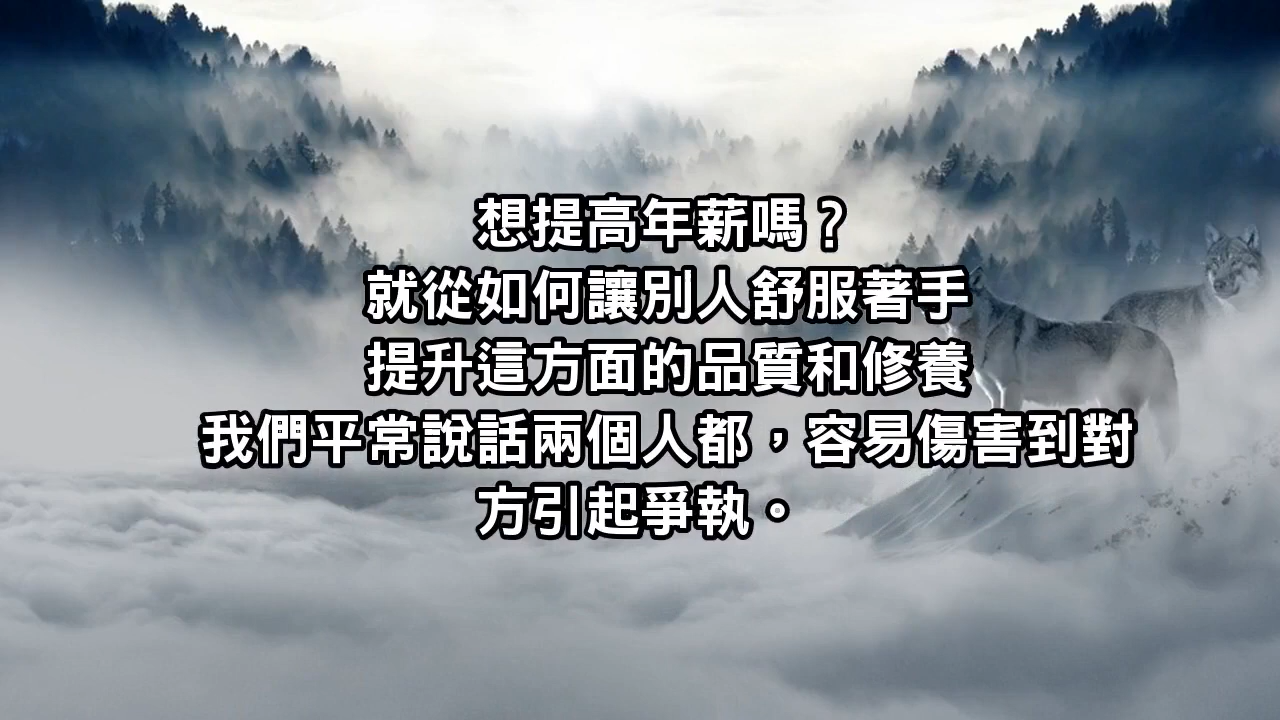 想提高年薪嗎？
就從如何讓別人舒服著手
提升這方面的品質和修養
我們平常說話兩個人都，容易傷害到對
方引起爭執。